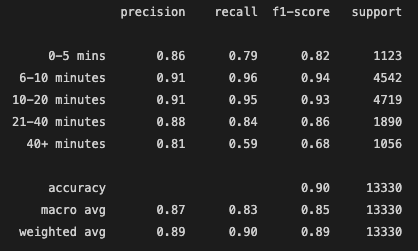 precision recall f1-score support
0-5 mins 0.86 0.79 0.82 1123
6-10 minutes 0.91 0.96 0.94 4542
10-20 minutes 0.91 0.95 0.93 4719
21-40 minutes 0.88 0.84 0.86 1890
40+ minutes 0.81 0.59 0.68 1056
accuracy 0.90 13330
macro avg 0.87 0.83 0.85 13330
weighted avg 0.89 0.90 0.89 13330